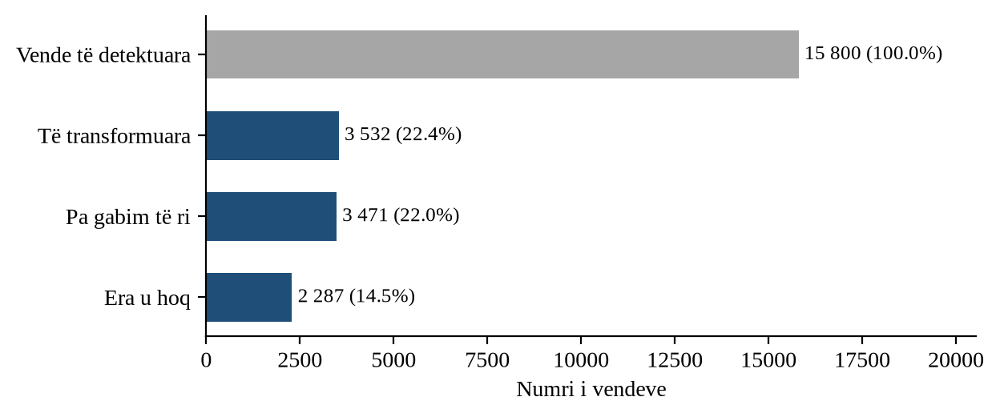 Vende të detektuara 15 800 (100.0%)
Të transformuara 3 532 (22.4%)
Pa gabim të ri 3 471 (22.0%)
Era u hoq 2 287 (14.5%)
0 2500 5000 7500 10000 12500 15000 17500 20000
Numri i vendeve